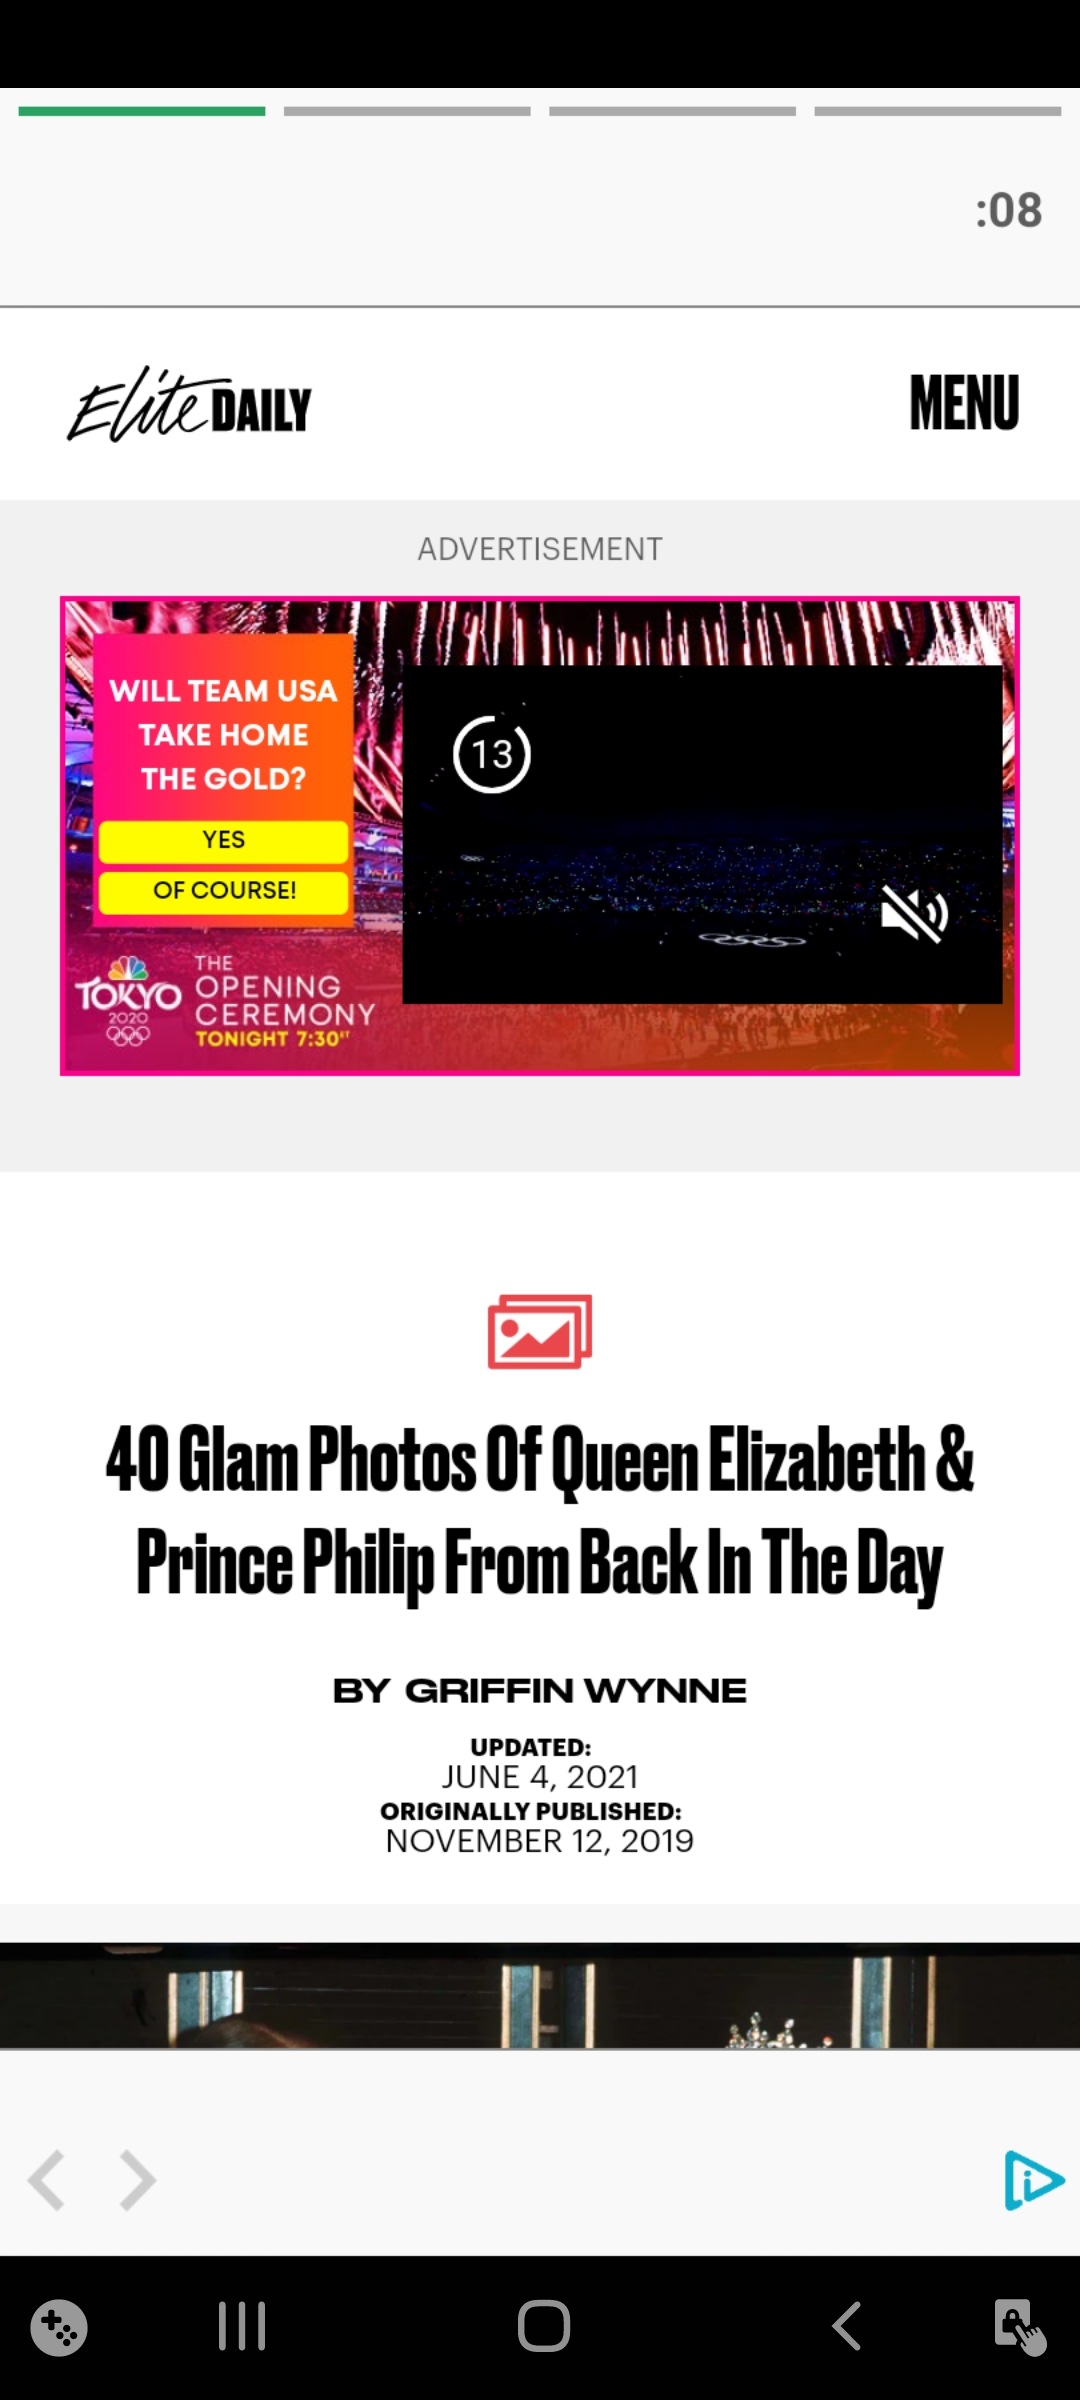 :08
Elite DAILY
MENU
ADVERTISEMENT
WILL TEAM USA
TAKE HOME
THE GOLD?
YES
OF COURSE!
13
TOKYO
2020
THE
OPENING
CEREMONY
TONIGHT 7:30ET
40 Glam Photos Of Queen Elizabeth &
Prince Philip From Back In The Day
BY GRIFFIN WYNNE
UPDATED:
JUNE 4, 2021
ORIGINALLY PUBLISHED:
NOVEMBER 12, 2019